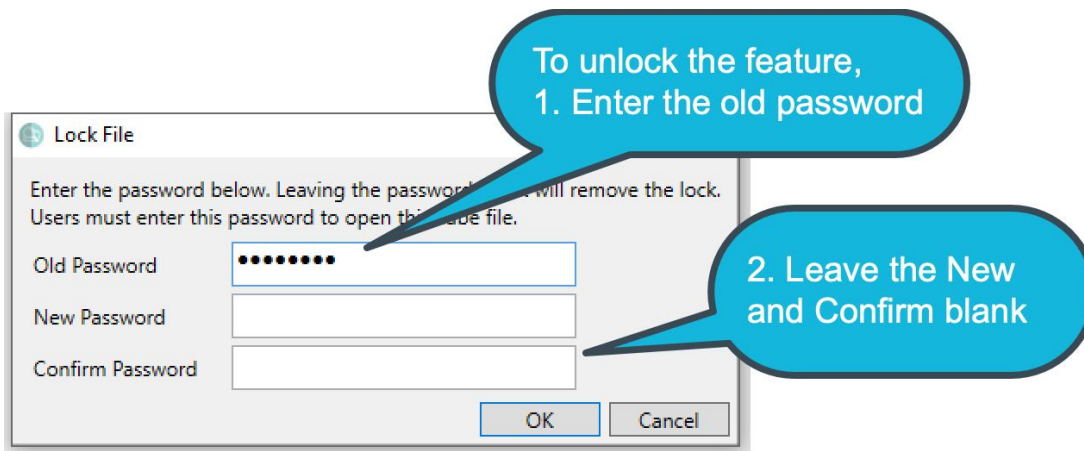 To unlock the feature,
1. Enter the old password
Lock File
Enter the password below. Leaving the password will remove the lock.
Users must enter this password to open this file.
Old Password
••••••••
2. Leave the New
and Confirm blank
New Password
Confirm Password
OK
Cancel